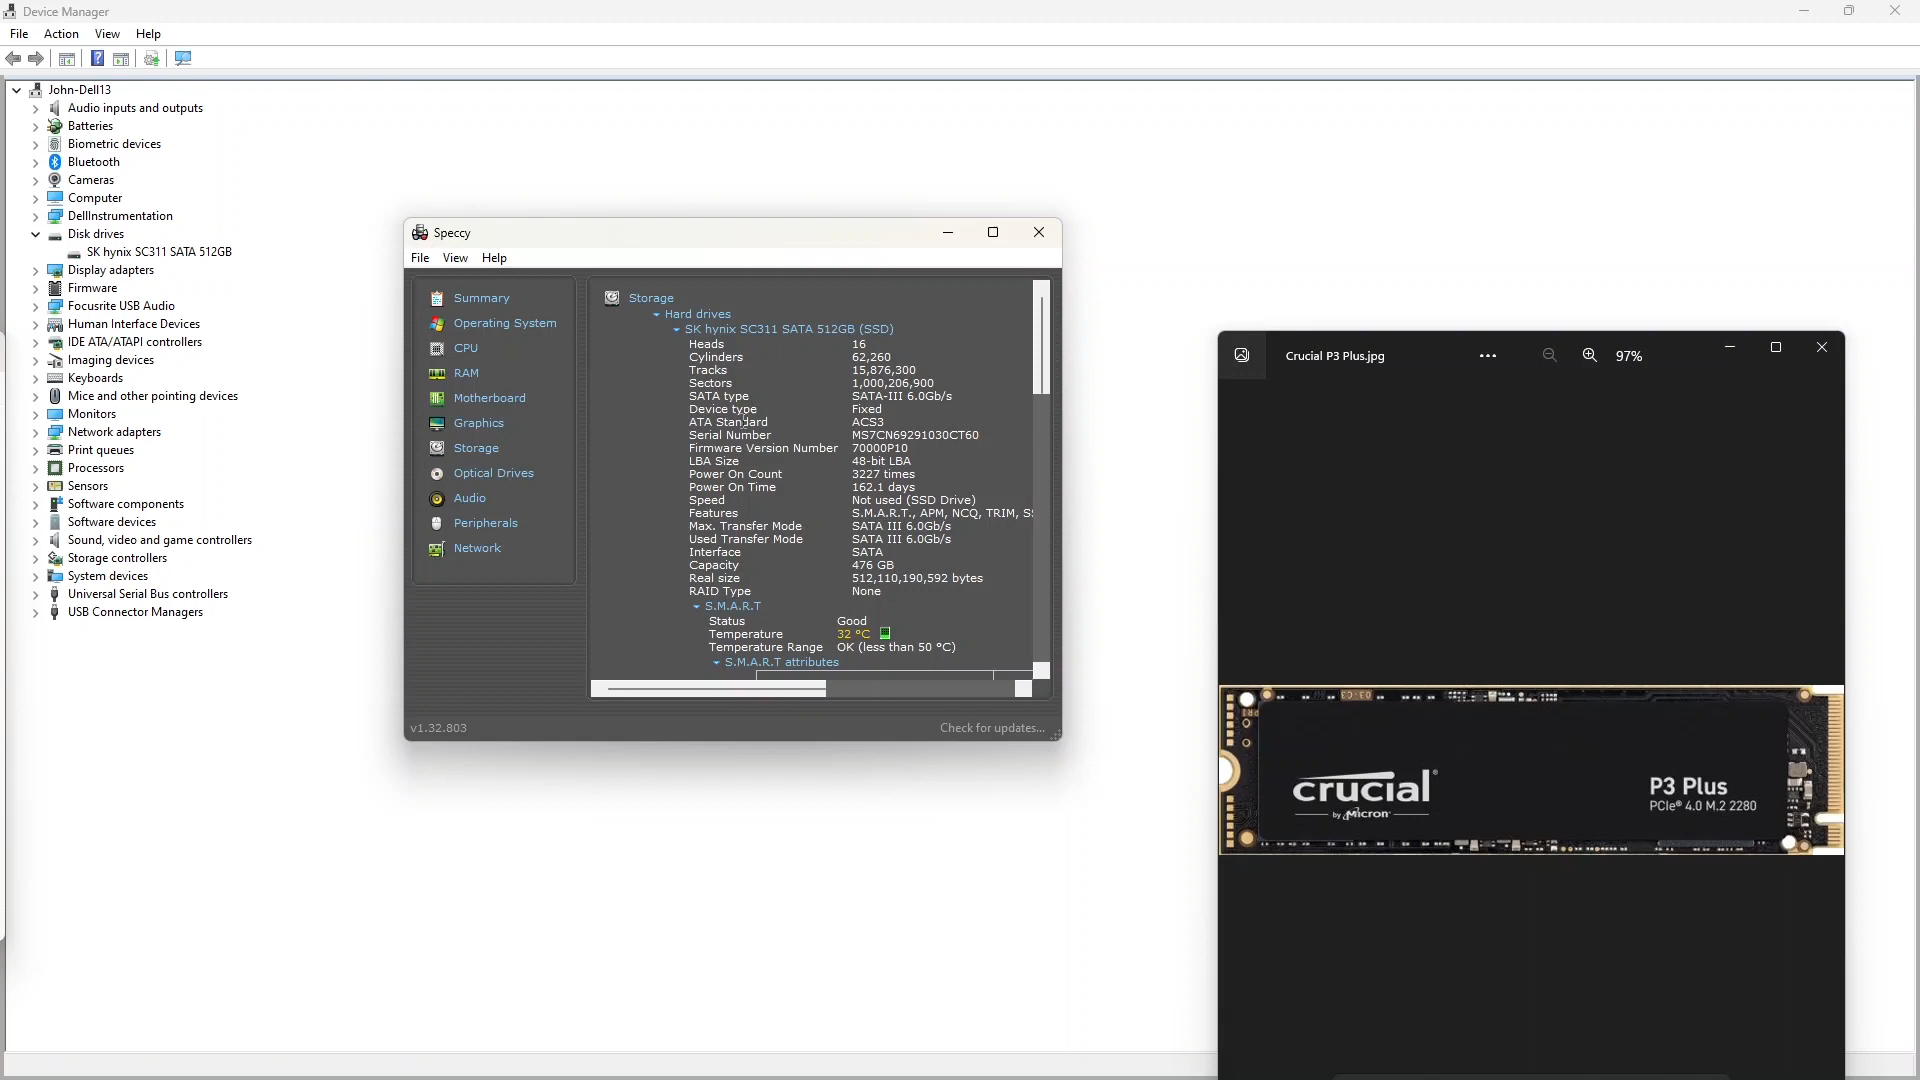 Device Manager
File Action View Help
John-Dell13
Audio inputs and outputs
Batteries
Biometric devices
Bluetooth
Cameras
Computer
DellInstrumentation
Disk drives
SK hynix SC311 SATA 512GB
Display adapters
Firmware
Focusrite USB Audio
Human Interface Devices
IDE ATA/ATAPI controllers
Imaging devices
Keyboards
Mice and other pointing devices
Monitors
Network adapters
Print queues
Processors
Sensors
Software components
Software devices
Sound, video and game controllers
Storage controllers
System devices
Universal Serial Bus controllers
USB Connector Managers
Speccy
File View Help
Summary
Operating System
CPU
RAM
Motherboard
Graphics
Storage
Optical Drives
Audio
Peripherals
Network
Storage
Hard drives
SK hynix SC311 SATA 512GB (SSD)
Heads 16
Cylinders 62,260
Tracks 15,876,300
Sectors 1,000,206,900
SATA type SATA-III 6.0Gb/s
Device type Fixed
ATA Standard ACS3
Serial Number MS7CN69291030CT60
Firmware Version Number 70000P10
LBA Size 48-bit LBA
Power On Count 3227 times
Power On Time 162.1 days
Speed Not used (SSD Drive)
Features S.M.A.R.T., APM, NCQ, TRIM, S
Max. Transfer Mode SATA III 6.0Gb/s
Used Transfer Mode SATA III 6.0Gb/s
Interface SATA
Capacity 476 GB
Real size 512,110,190,592 bytes
RAID Type None
S.M.A.R.T
Status Good
Temperature 32 °C
Temperature Range OK (less than 50 °C)
S.M.A.R.T attributes
v1.32.803
Check for updates...
Crucial P3 Plus.jpg
97%
crucial®
by Micron®
P3 Plus
PCIe® 4.0 M.2 2280